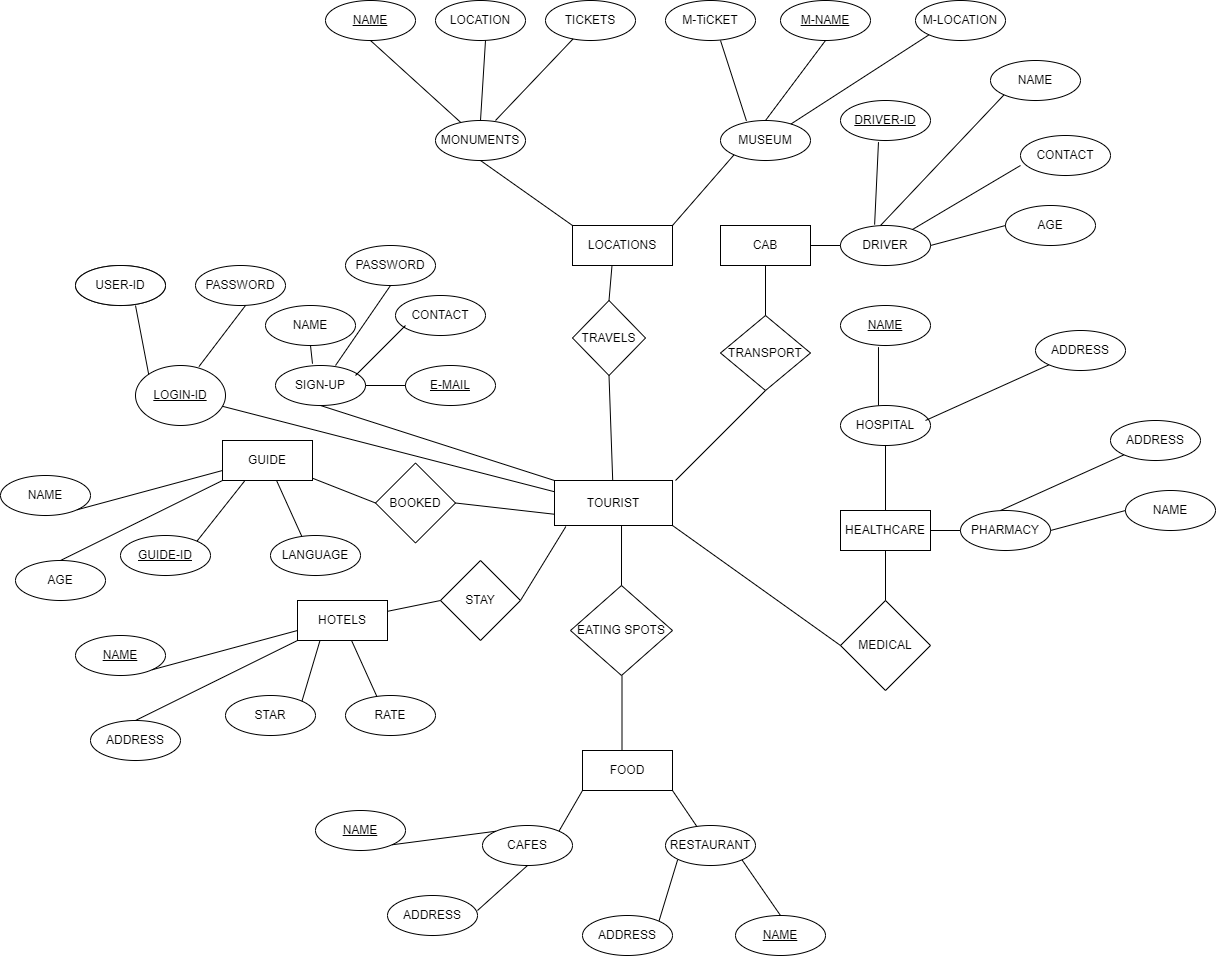 NAME
LOCATION
TICKETS
M-TiCKET
M-NAME
M-LOCATION
NAME
DRIVER-ID
MONUMENTS
MUSEUM
CONTACT
AGE
LOCATIONS
CAB
DRIVER
PASSWORD
USER-ID
PASSWORD
CONTACT
NAME
NAME
TRAVELS
TRANSPORT
ADDRESS
SIGN-UP
E-MAIL
LOGIN-ID
HOSPITAL
ADDRESS
GUIDE
NAME
BOOKED
TOURIST
NAME
HEALTHCARE
PHARMACY
GUIDE-ID
LANGUAGE
AGE
STAY
HOTELS
EATING SPOTS
MEDICAL
NAME
STAR
RATE
ADDRESS
FOOD
NAME
CAFES
RESTAURANT
ADDRESS
ADDRESS
NAME